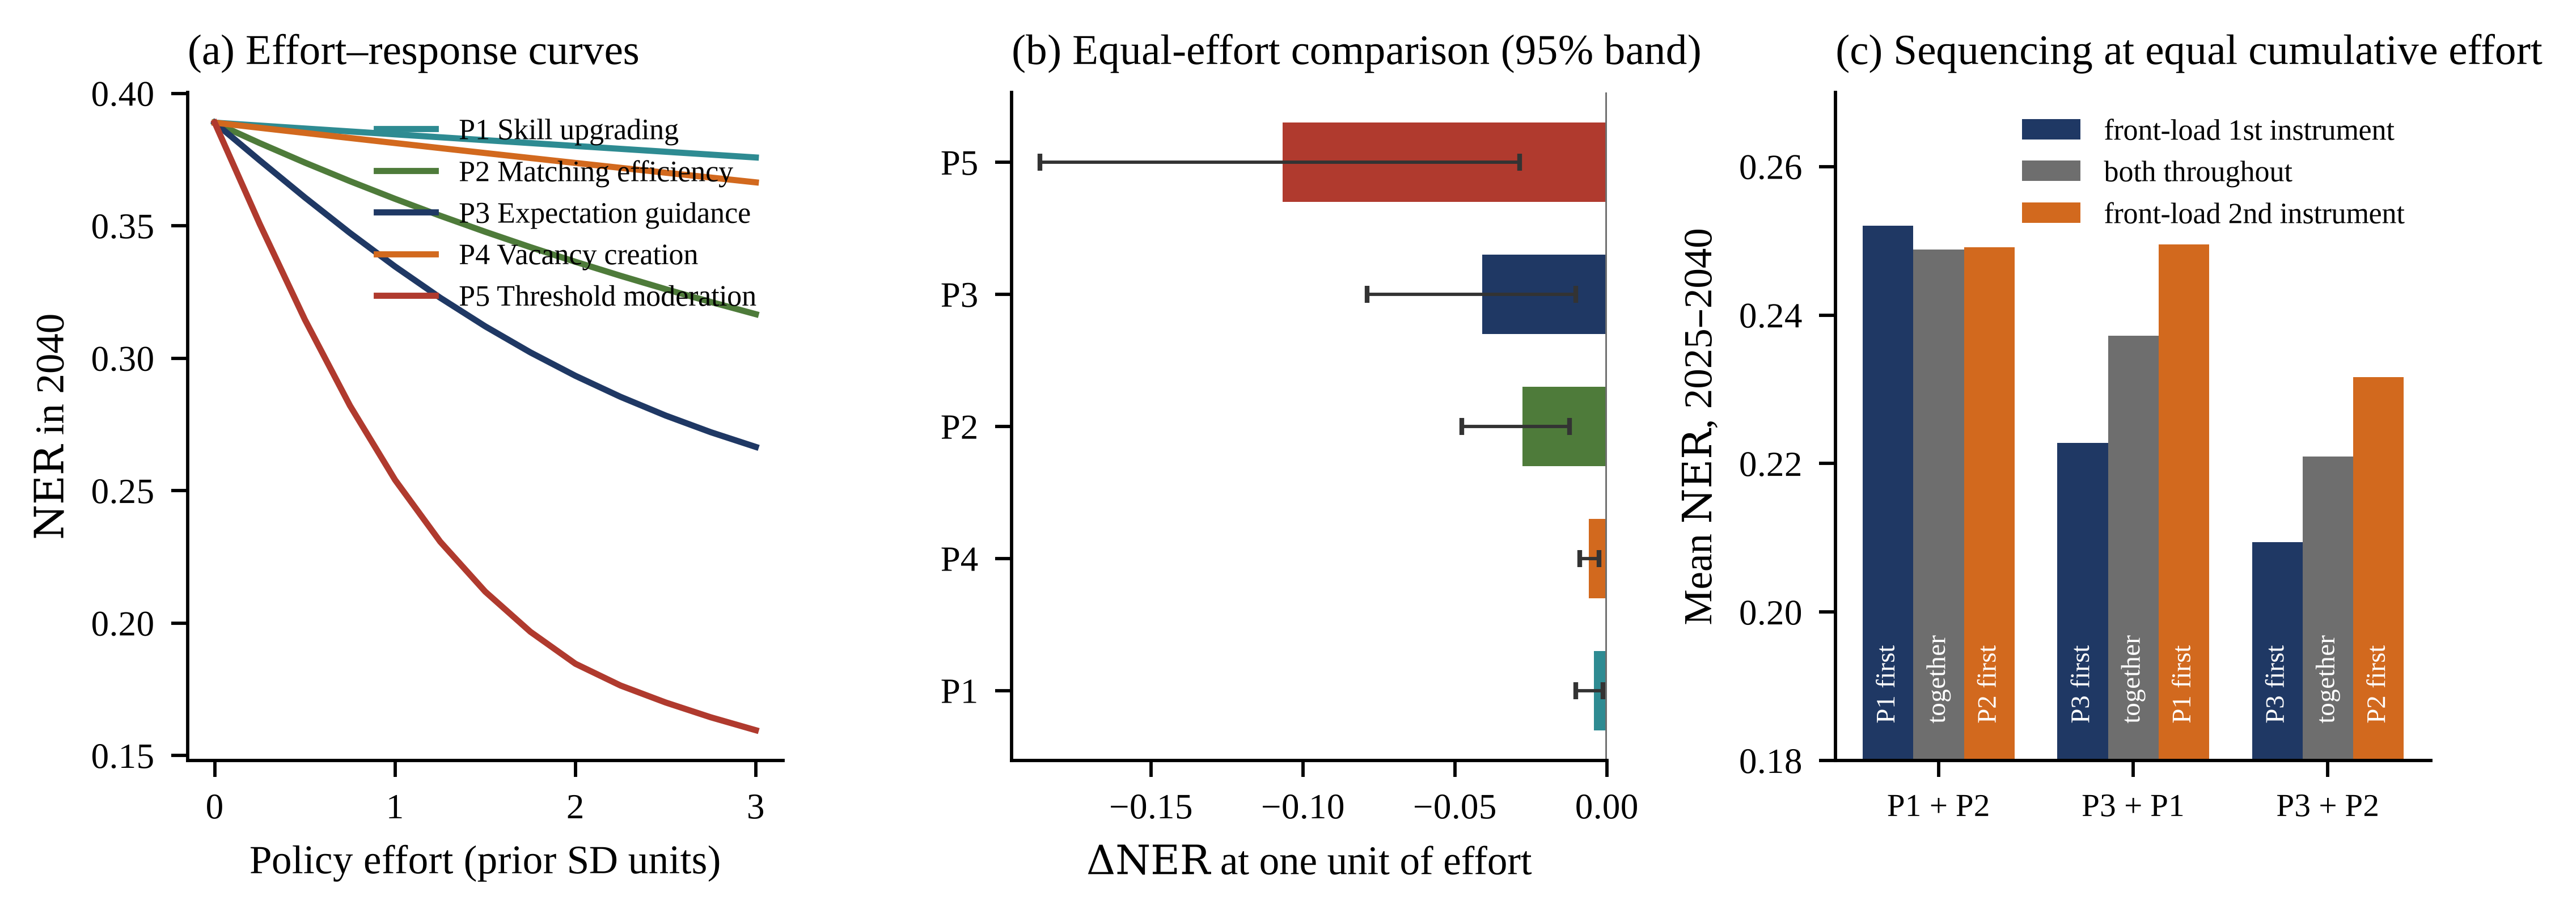 (a) Effort–response curves
NER in 2040
0.40
0.35
0.30
0.25
0.20
0.15
P1 Skill upgrading
P2 Matching efficiency
P3 Expectation guidance
P4 Vacancy creation
P5 Threshold moderation
0
1
2
3
Policy effort (prior SD units)
(b) Equal-effort comparison (95% band)
P5
P3
P2
P4
P1
−0.15
−0.10
−0.05
0.00
ΔNER at one unit of effort
(c) Sequencing at equal cumulative effort
Mean NER, 2025–2040
0.26
0.24
0.22
0.20
0.18
front-load 1st instrument
both throughout
front-load 2nd instrument
P1 first
together
P2 first
P3 first
together
P1 first
P3 first
together
P2 first
P1 + P2
P3 + P1
P3 + P2